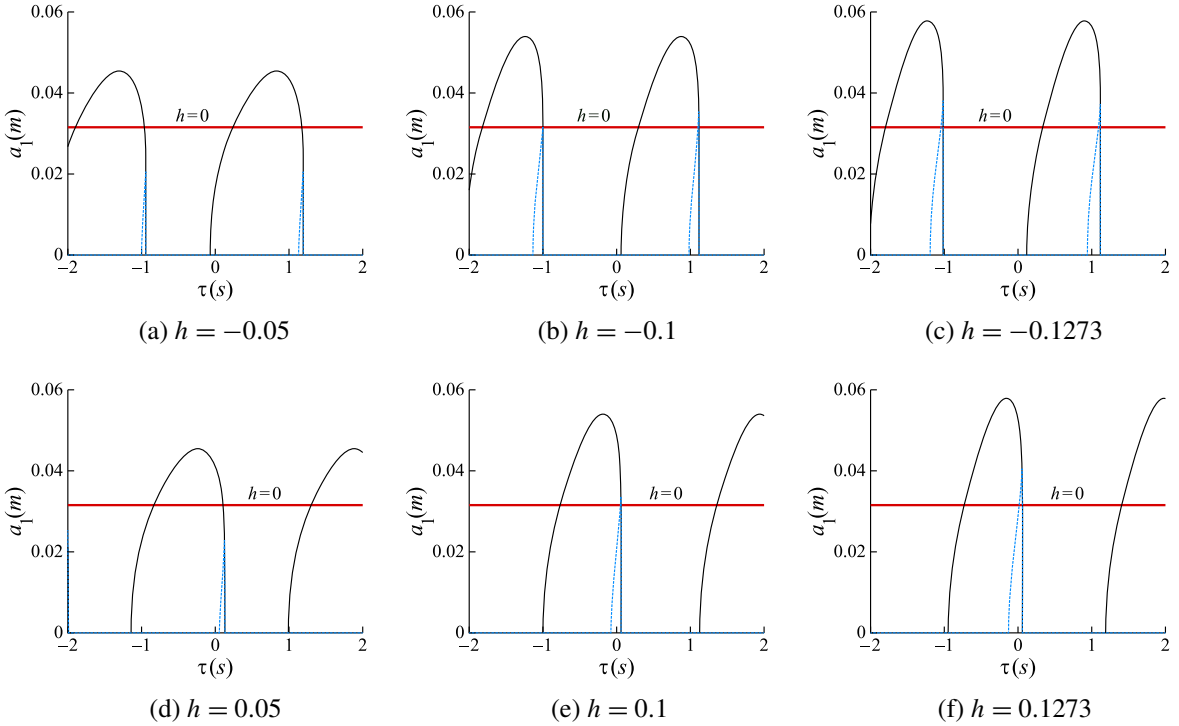 0.06
0.04
0.02
0
a₁(m)
h=0
−2
−1
0
1
2
τ(s)
(a) h = −0.05
0.06
0.04
0.02
0
a₁(m)
h=0
−2
−1
0
1
2
τ(s)
(b) h = −0.1
0.06
0.04
0.02
0
a₁(m)
h=0
−2
−1
0
1
2
τ(s)
(c) h = −0.1273
0.06
0.04
0.02
0
a₁(m)
h=0
−2
−1
0
1
2
τ(s)
(d) h = 0.05
0.06
0.04
0.02
0
a₁(m)
h=0
−2
−1
0
1
2
τ(s)
(e) h = 0.1
0.06
0.04
0.02
0
a₁(m)
h=0
−2
−1
0
1
2
τ(s)
(f) h = 0.1273